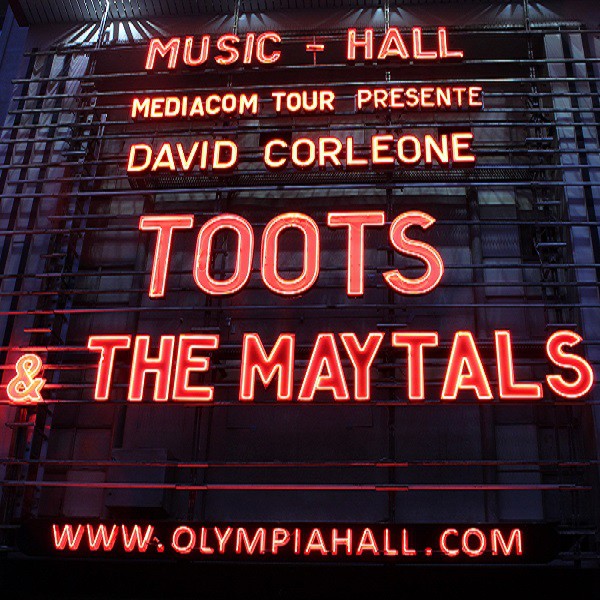 MUSIC - HALL
MEDIACOM TOUR PRESENTE
DAVID CORLEONE
TOOTS
& THE MAYTALS
WWW.OLYMPIAHALL.COM